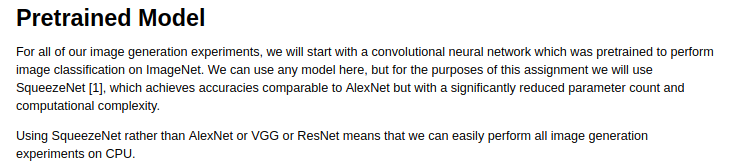 Pretrained Model
For all of our image generation experiments, we will start with a convolutional neural network which was pretrained to perform
image classification on ImageNet. We can use any model here, but for the purposes of this assignment we will use
SqueezeNet [1], which achieves accuracies comparable to AlexNet but with a significantly reduced parameter count and
computational complexity.
Using SqueezeNet rather than AlexNet or VGG or ResNet means that we can easily perform all image generation
experiments on CPU.